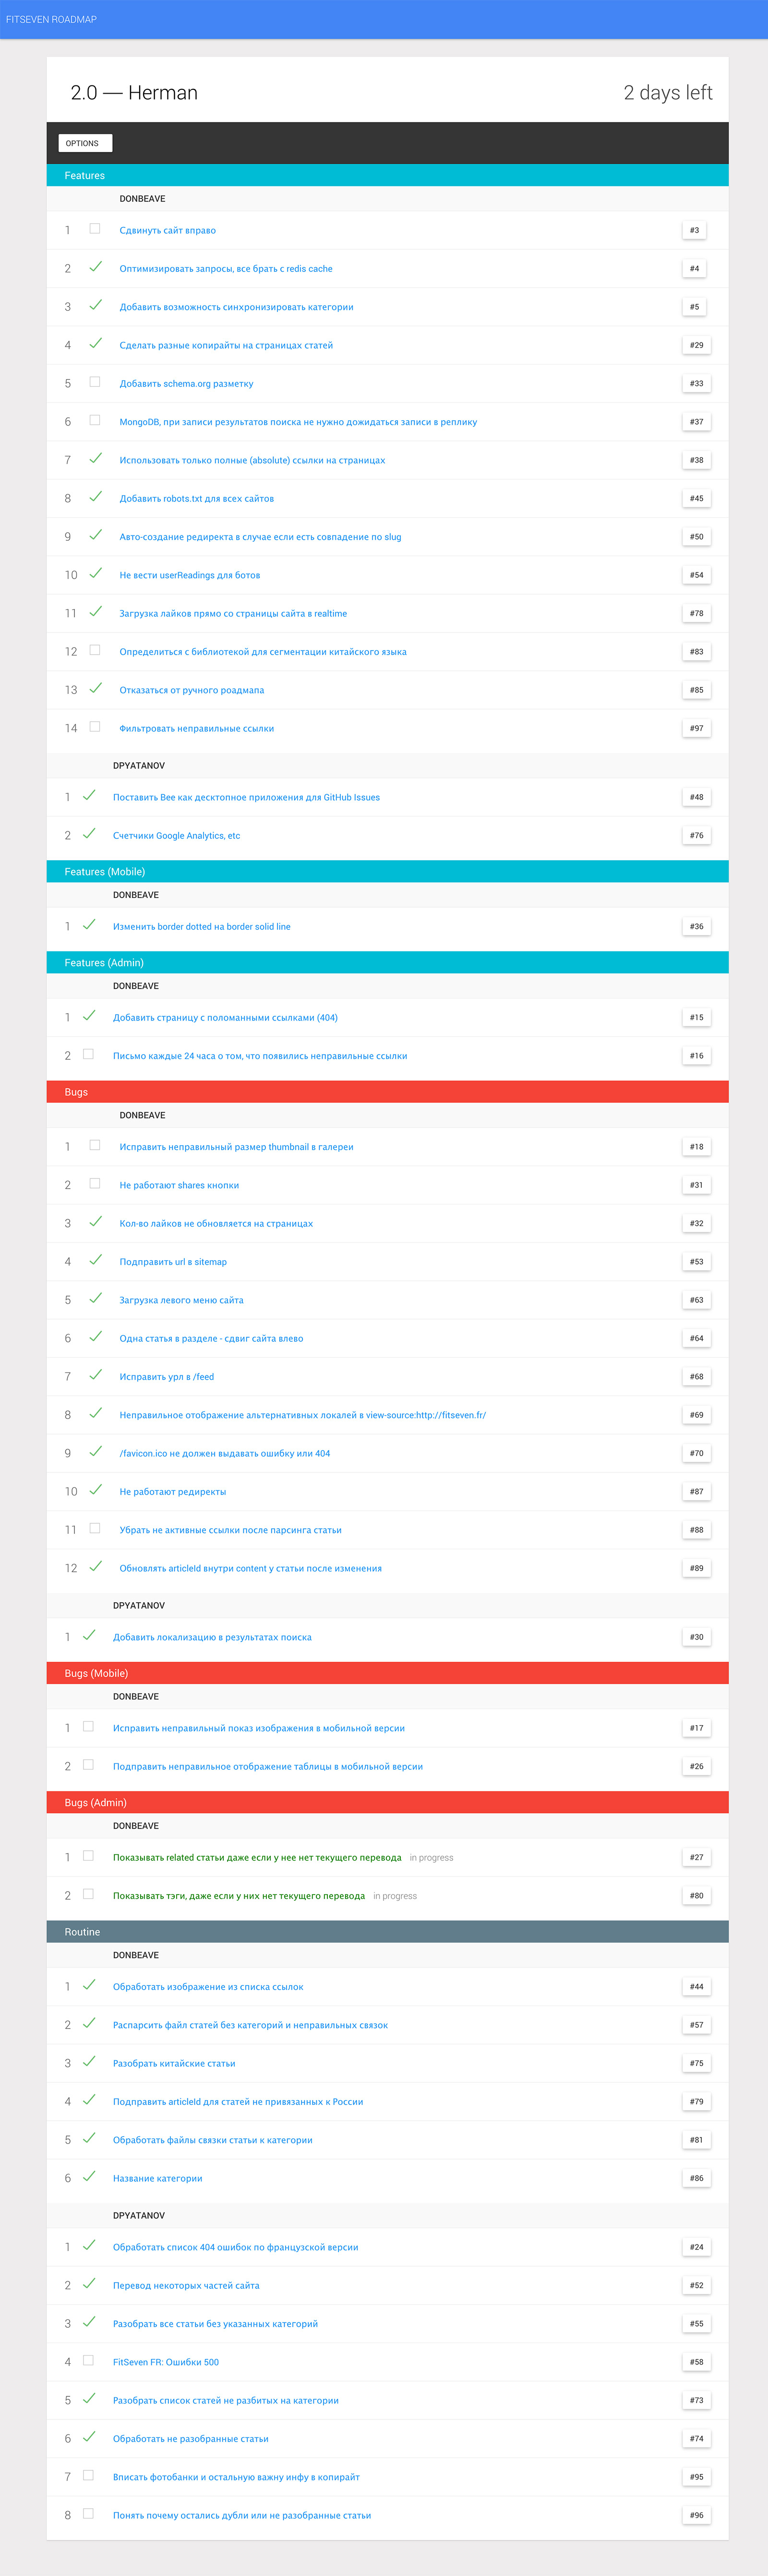 FITSEVEN ROADMAP
2.0 — Herman 2 days left
OPTIONS
Features
DONBEAVE
1 Сдвинуть сайт вправо #3
2 Оптимизировать запросы, все брать с redis cache #4
3 Добавить возможность синхронизировать категории #5
4 Сделать разные копирайты на страницах статей #29
5 Добавить schema.org разметку #33
6 MongoDB, при записи результатов поиска не нужно дожидаться записи в реплику #37
7 Использовать только полные (absolute) ссылки на страницах #38
8 Добавить robots.txt для всех сайтов #45
9 Авто-создание редиректа в случае если есть совпадение по slug #50
10 Не вести userReadings для ботов #54
11 Загрузка лайков прямо со страницы сайта в realtime #78
12 Определиться с библиотекой для сегментации китайского языка #83
13 Отказаться от ручного роадмапа #85
14 Фильтровать неправильные ссылки #97
DPYATANOV
1 Поставить Bee как десктопное приложения для GitHub Issues #48
2 Счетчики Google Analytics, etc #76
Features (Mobile)
DONBEAVE
1 Изменить border dotted на border solid line #36
Features (Admin)
DONBEAVE
1 Добавить страницу с поломанными ссылками (404) #15
2 Письмо каждые 24 часа о том, что появились неправильные ссылки #16
Bugs
DONBEAVE
1 Исправить неправильный размер thumbnail в галереи #18
2 Не работают shares кнопки #31
3 Кол-во лайков не обновляется на страницах #32
4 Подправить url в sitemap #53
5 Загрузка левого меню сайта #63
6 Одна статья в разделе - сдвиг сайта влево #64
7 Исправить урл в /feed #68
8 Неправильное отображение альтернативных локалей в view-source:http://fitseven.fr/ #69
9 /favicon.ico не должен выдавать ошибку или 404 #70
10 Не работают редиректы #87
11 Убрать не активные ссылки после парсинга статьи #88
12 Обновлять articleId внутри content у статьи после изменения #89
DPYATANOV
1 Добавить локализацию в результатах поиска #30
Bugs (Mobile)
DONBEAVE
1 Исправить неправильный показ изображения в мобильной версии #17
2 Подправить неправильное отображение таблицы в мобильной версии #26
Bugs (Admin)
DONBEAVE
1 Показывать related статьи даже если у нее нет текущего перевода in progress #27
2 Показывать тэги, даже если у них нет текущего перевода in progress #80
Routine
DONBEAVE
1 Обработать изображение из списка ссылок #44
2 Распарсить файл статей без категорий и неправильных связок #57
3 Разобрать китайские статьи #75
4 Подправить articleId для статей не привязанных к России #79
5 Обработать файлы связки статьи к категории #81
6 Название категории #86
DPYATANOV
1 Обработать список 404 ошибок по французской версии #24
2 Перевод некоторых частей сайта #52
3 Разобрать все статьи без указанных категорий #55
4 FitSeven FR: Ошибки 500 #58
5 Разобрать список статей не разбитых на категории #73
6 Обработать не разобранные статьи #74
7 Вписать фотобанки и остальную важну инфу в копирайт #95
8 Понять почему остались дубли или не разобранные статьи #96